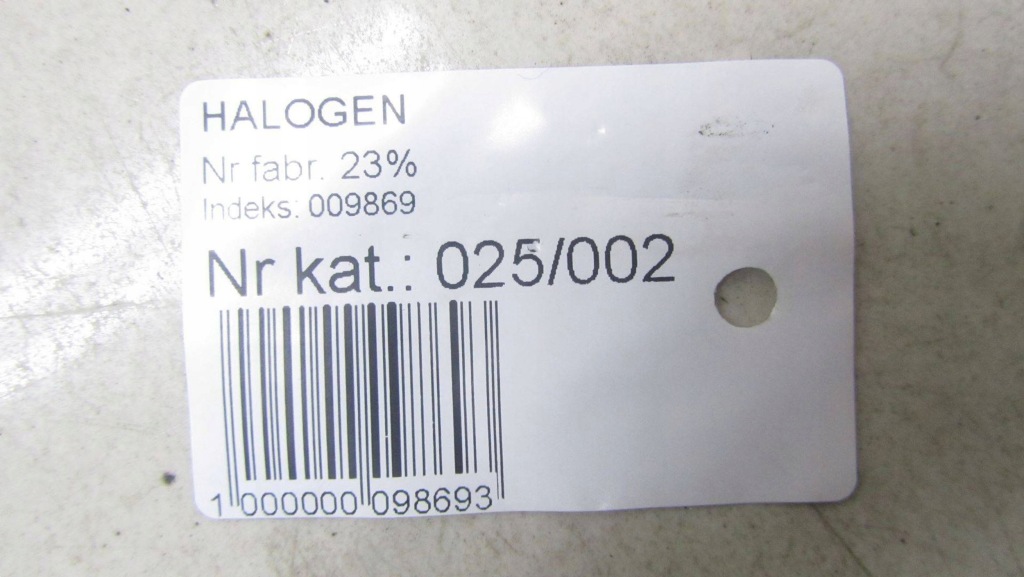 HALOGEN
Nr fabr. 23%
Indeks: 009869
Nr kat.: 025/002
1 000000 098693